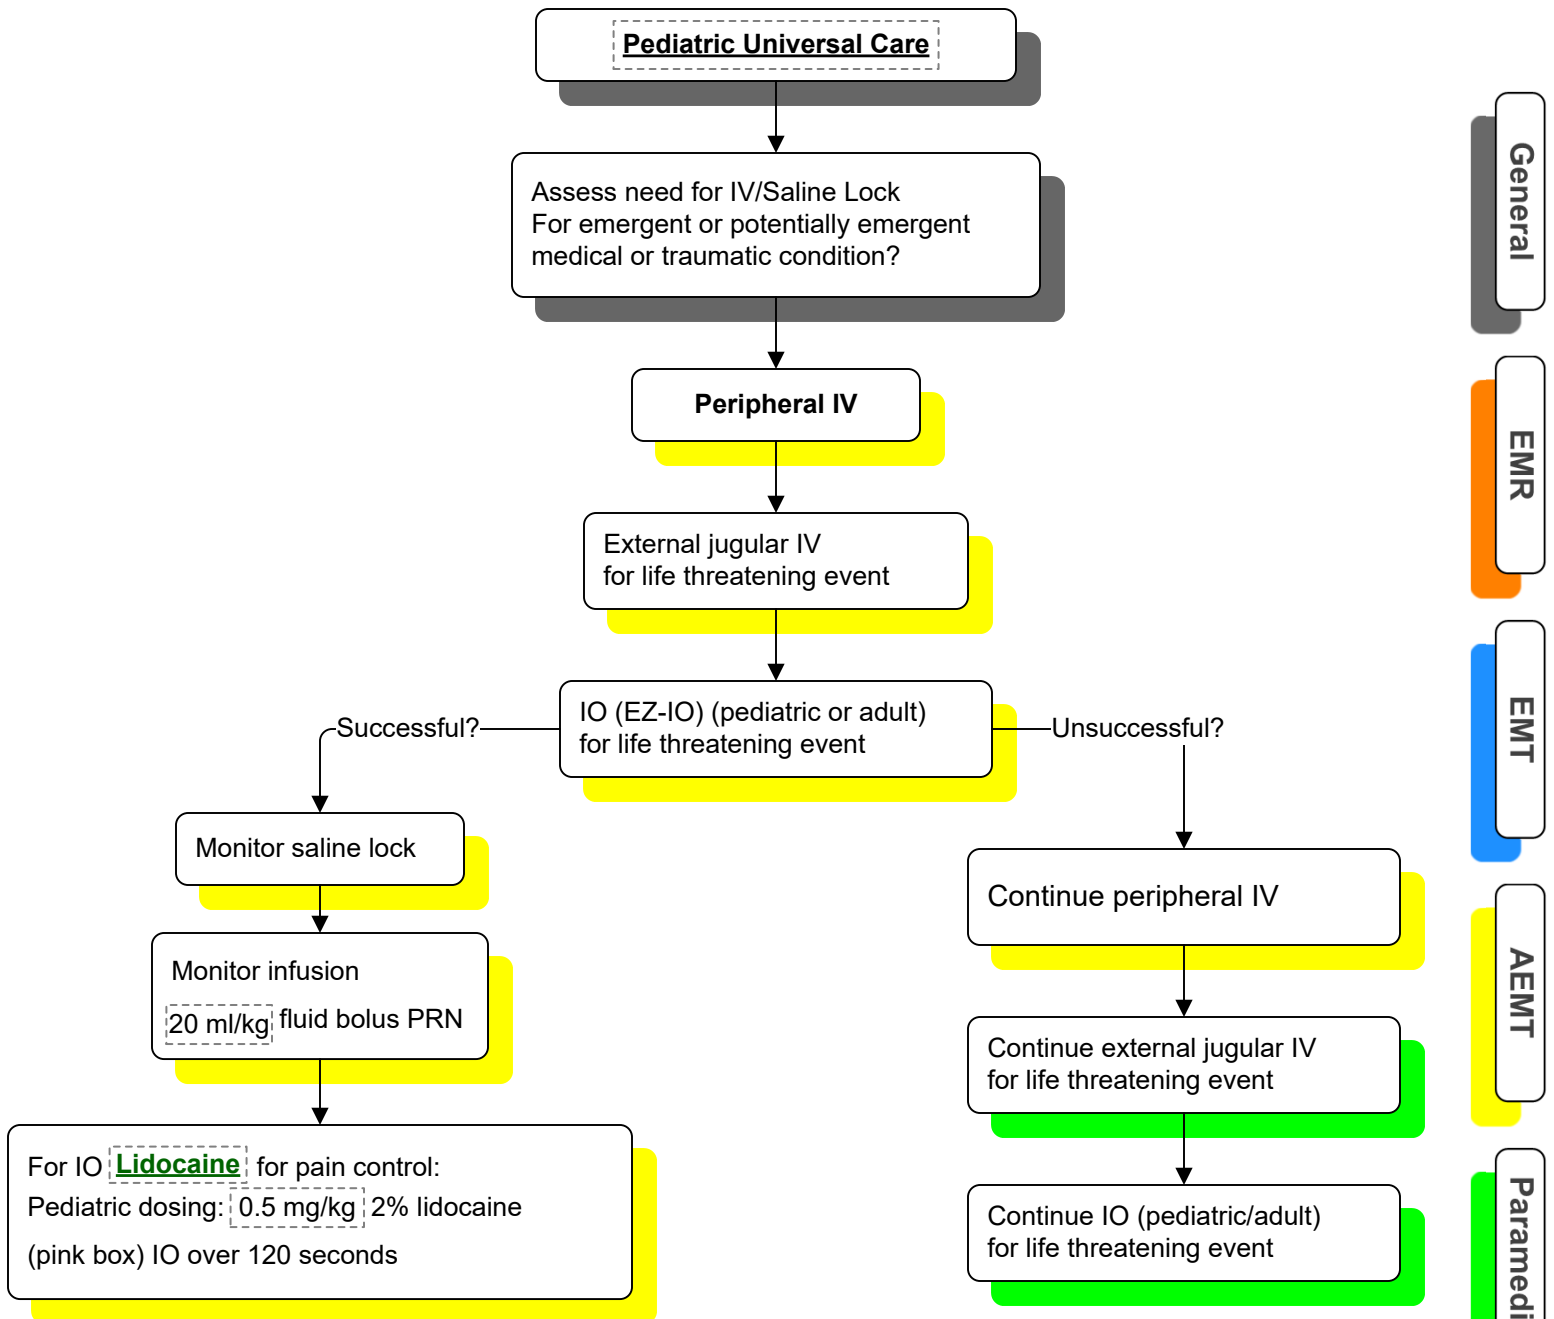 Pediatric Universal Care
Assess need for IV/Saline Lock
For emergent or potentially emergent
medical or traumatic condition?
Peripheral IV
External jugular IV
for life threatening event
IO (EZ-IO) (pediatric or adult)
for life threatening event
Successful?
Unsuccessful?
Monitor saline lock
Monitor infusion
20 ml/kg fluid bolus PRN
For IO Lidocaine for pain control:
Pediatric dosing: 0.5 mg/kg 2% lidocaine
(pink box) IO over 120 seconds
Continue peripheral IV
Continue external jugular IV
for life threatening event
Continue IO (pediatric/adult)
for life threatening event
General
EMR
EMT
AEMT
Paramedi